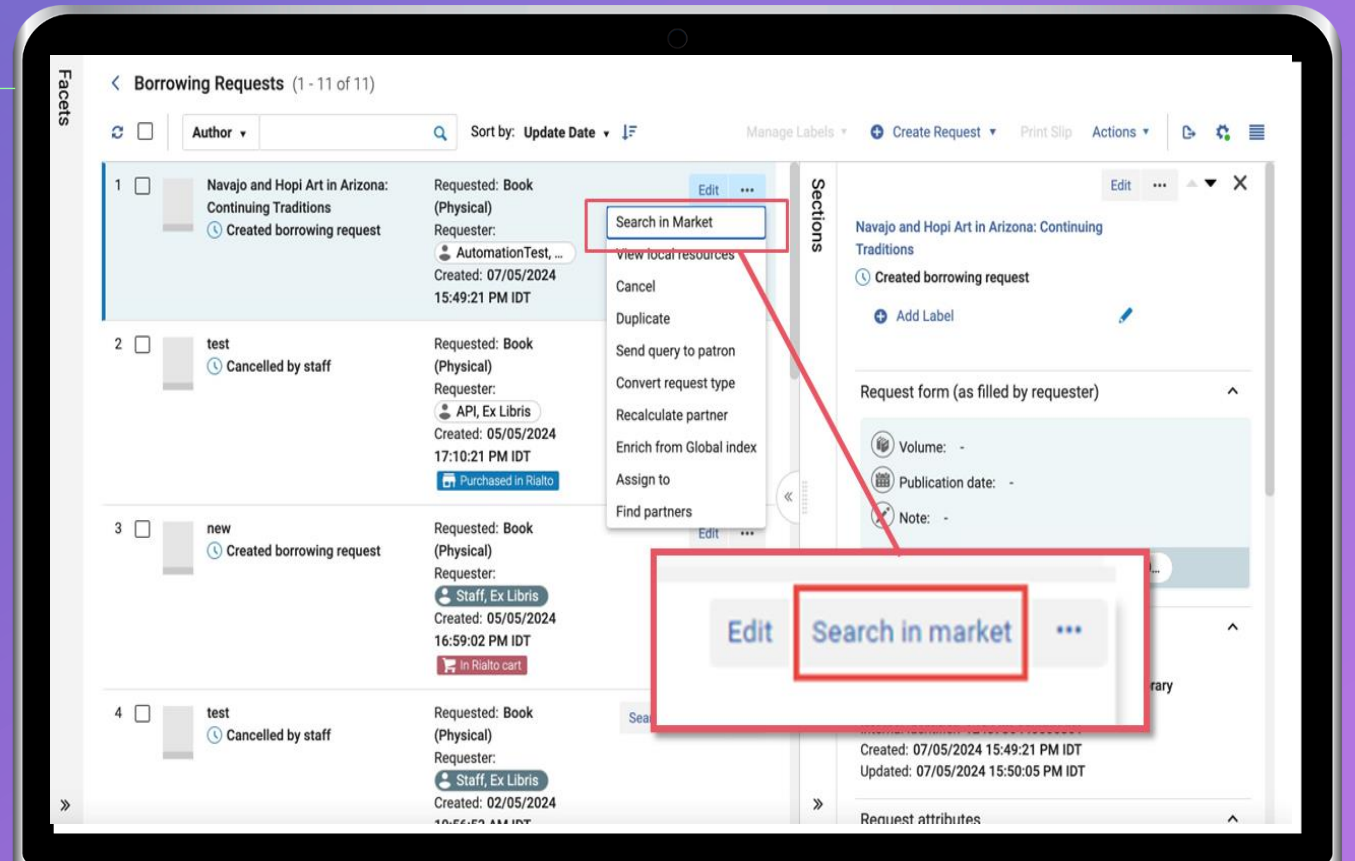 Facets
Borrowing Requests (1 - 11 of 11)
Author
Sort by: Update Date
Manage Labels
Create Request
Print Slip
Actions
1
Navajo and Hopi Art in Arizona:
Continuing Traditions
Created borrowing request
Requested: Book
(Physical)
Requester:
AutomationTest, ...
Created: 07/05/2024
15:49:21 PM IDT
Edit
Search in Market
View local resources
Cancel
Duplicate
Send query to patron
Convert request type
Recalculate partner
Enrich from Global index
Assign to
Find partners
2
test
Cancelled by staff
Requested: Book
(Physical)
Requester:
API, Ex Libris
Created: 05/05/2024
17:10:21 PM IDT
Purchased in Rialto
3
new
Created borrowing request
Requested: Book
(Physical)
Requester:
Staff, Ex Libris
Created: 05/05/2024
16:59:02 PM IDT
In Rialto cart
Edit
4
test
Cancelled by staff
Requested: Book
(Physical)
Requester:
Staff, Ex Libris
Created: 02/05/2024
Sections
Edit
Navajo and Hopi Art in Arizona: Continuing
Traditions
Created borrowing request
Add Label
Request form (as filled by requester)
Volume: -
Publication date: -
Note: -
Edit Search in market ...
Created: 07/05/2024 15:49:21 PM IDT
Updated: 07/05/2024 15:50:05 PM IDT
Request attributes